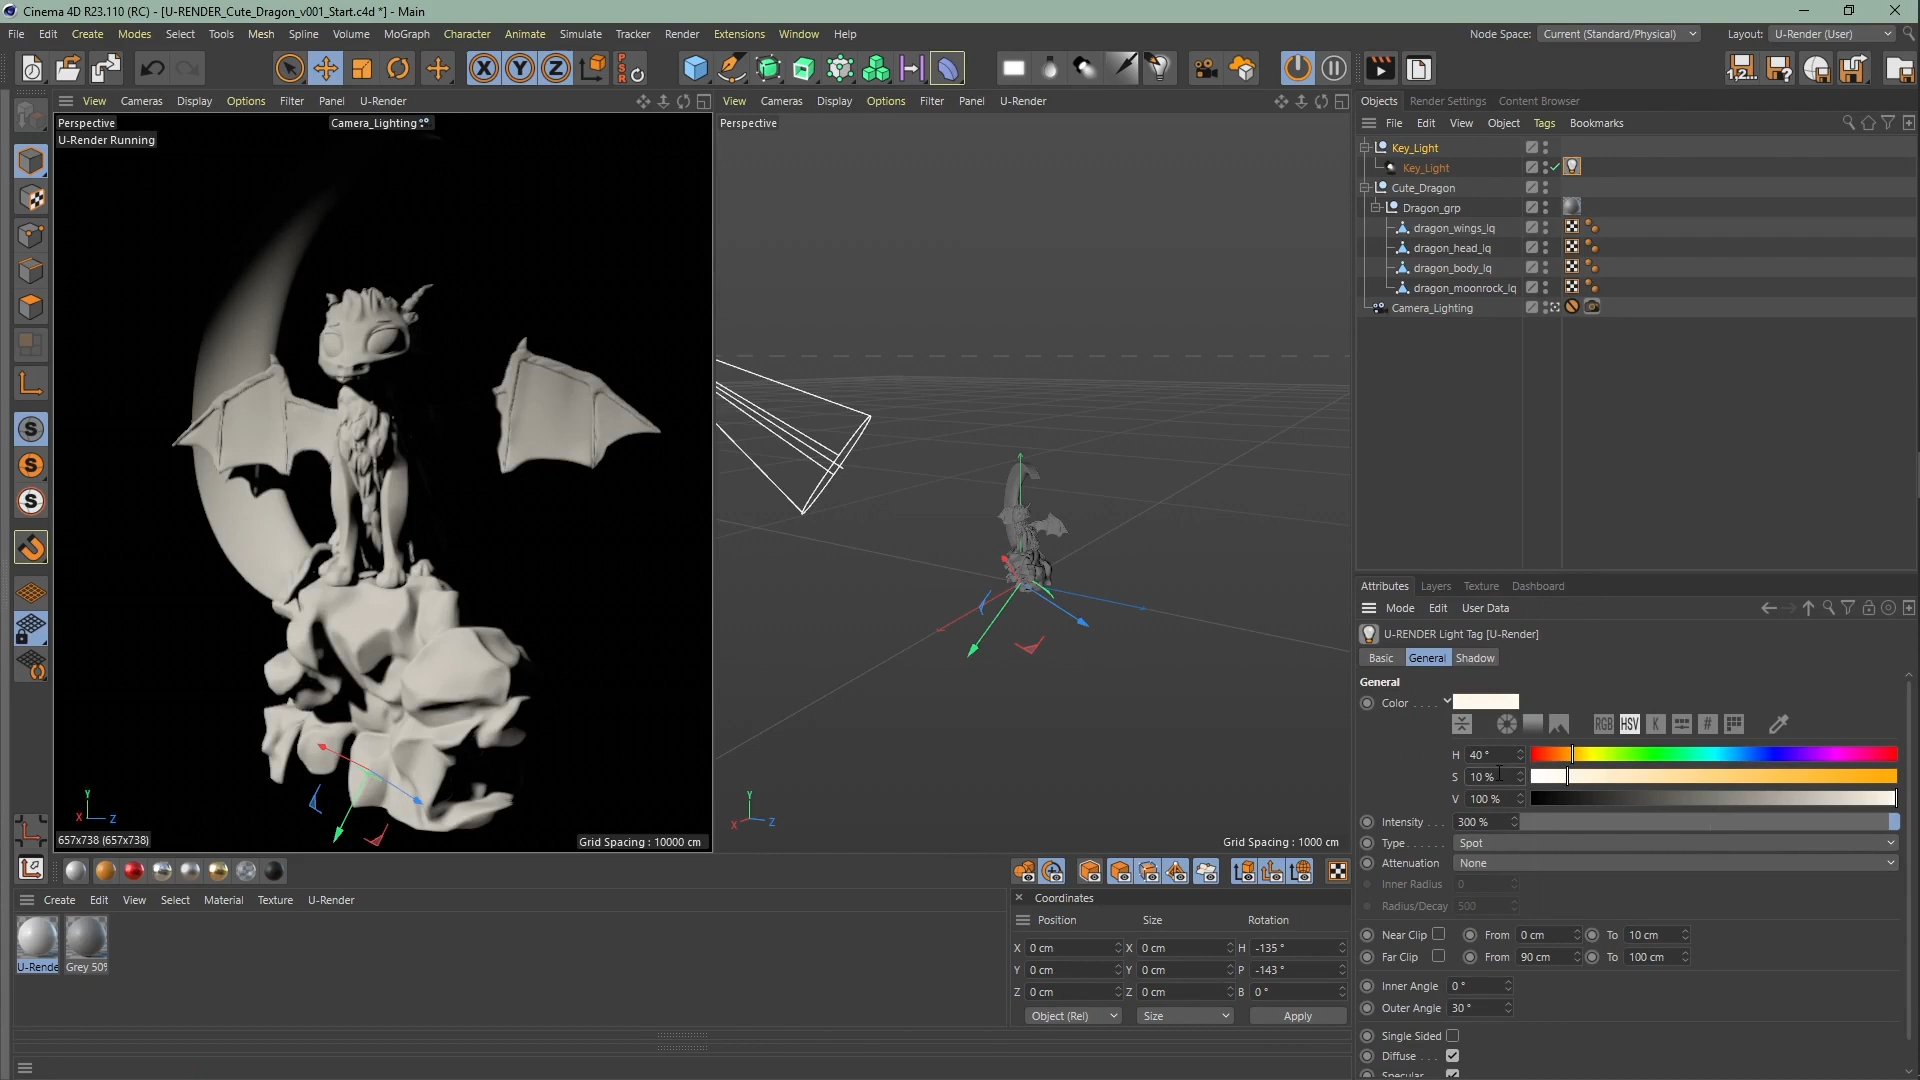 Cinema 4D R23.110 (RC) - [U-RENDER_Cute_Dragon_v001_Start.c4d *] - Main
File Edit Create Modes Select Tools Mesh Spline Volume MoGraph Character Animate Simulate Tracker Render Extensions Window Help
Node Space: Current (Standard/Physical) Layout: U-Render (User)
X Y Z
P
S
R
1,2...
View Cameras Display Options Filter Panel U-Render
View Cameras Display Options Filter Panel U-Render
Objects Render Settings Content Browser
Perspective
Camera_Lighting
U-Render Running
Perspective
File Edit View Object Tags Bookmarks
Key_Light
Key_Light
Cute_Dragon
Dragon_grp
dragon_wings_lq
dragon_head_lq
dragon_body_lq
dragon_moonrock_lq
Camera_Lighting
S
S
S
Y
X
Z
657x738 (657x738)
Grid Spacing : 10000 cm
Y
X
Z
Grid Spacing : 1000 cm
Attributes Layers Texture Dashboard
Mode Edit User Data
U-RENDER Light Tag [U-Render]
Basic General Shadow
General
Color . . . .
RGB HSV K #
H 40 °
S 10 %
V 100 %
Intensity . . . 300 %
Type. . . . . . Spot
Attenuation None
Inner Radius 0
Radius/Decay 500
Near Clip From 0 cm To 10 cm
Far Clip From 90 cm To 100 cm
Inner Angle 0 °
Outer Angle 30 °
Single Sided
Diffuse . . .
Specular
Create Edit View Select Material Texture U-Render
U-Rende
Grey 50%
Coordinates
Position Size Rotation
X 0 cm X 0 cm H -135 °
Y 0 cm Y 0 cm P -143 °
Z 0 cm Z 0 cm B 0 °
Object (Rel) Size Apply